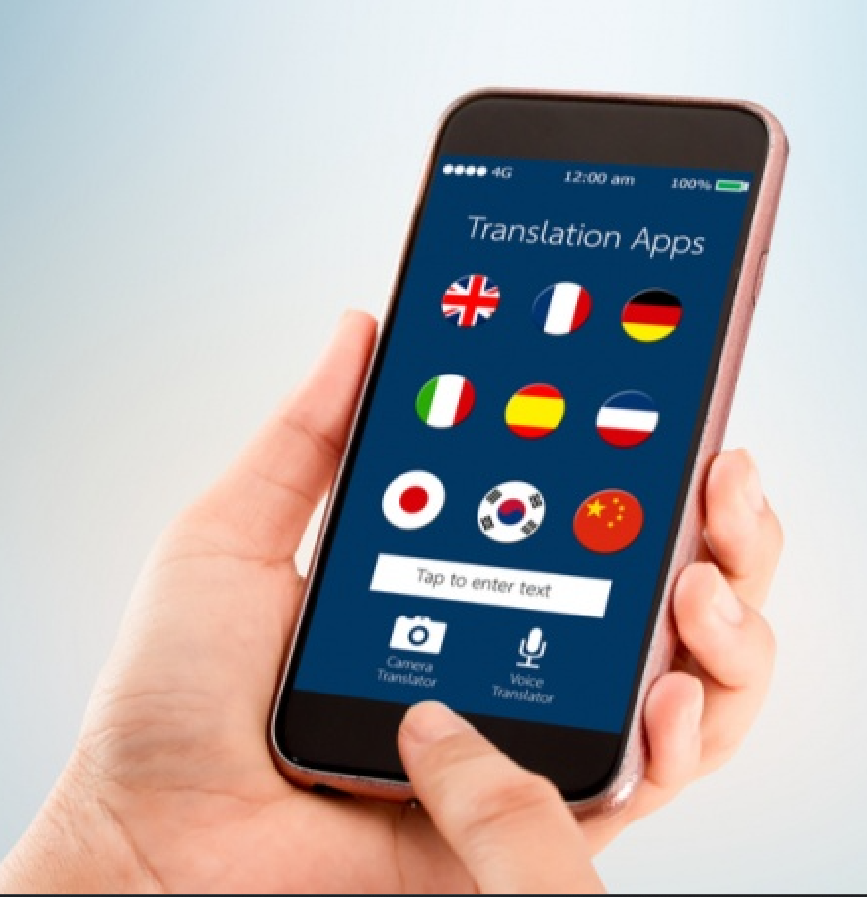 4G 12:00 am 100%
Translation Apps
Tap to enter text
Camera
Translator
Voice
Translator